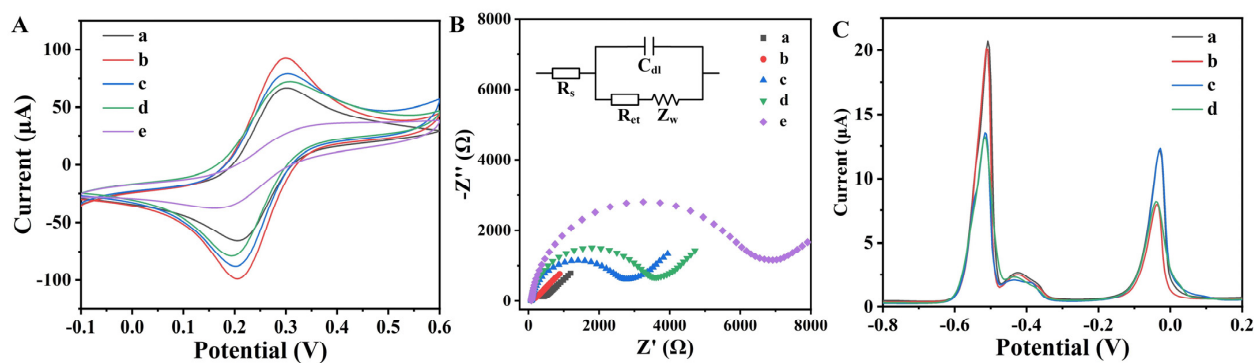 A
Current (μA)
100
50
0
-50
-100
a
b
c
d
e
-0.1 0.0 0.1 0.2 0.3 0.4 0.5 0.6
Potential (V)
B
-Z'' (Ω)
8000
6000
4000
2000
0
Cdl
Rs
Ret Zw
a
b
c
d
e
0 2000 4000 6000 8000
Z' (Ω)
C
Current (μA)
20
15
10
5
0
a
b
c
d
-0.8 -0.6 -0.4 -0.2 0.0 0.2
Potential (V)